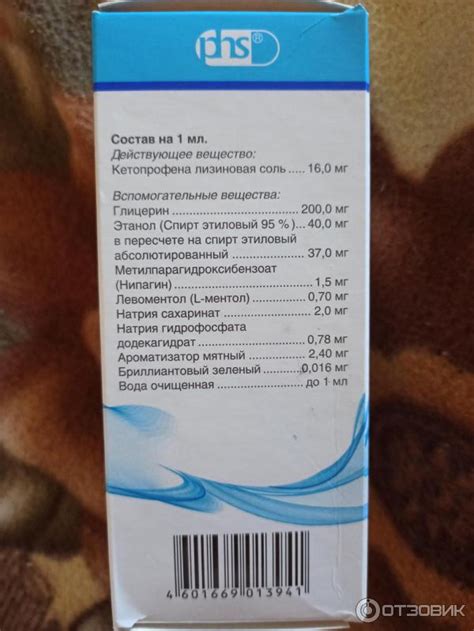 phs®
Состав на 1 мл.
Действующее вещество:
Кетопрофена лизиновая соль ..... 16,0 мг
Вспомогательные вещества:
Глицерин ................................ 200,0 мг
Этанол (Спирт этиловый 95 %)... 40,0 мг
в пересчете на спирт этиловый
абсолютированный .................. 37,0 мг
Метилпарагидроксибензоат
(Нипагин) ................................. 1,5 мг
Левоментол (L-ментол) ............ 0,70 мг
Натрия сахаринат ...................... 2,0 мг
Натрия гидрофосфата
додекагидрат ........................... 0,78 мг
Ароматизатор мятный .............. 2,40 мг
Бриллиантовый зеленый ........ 0,016 мг
Вода очищенная .................... до 1 мл
4 601669 013941
ОТЗОВИК